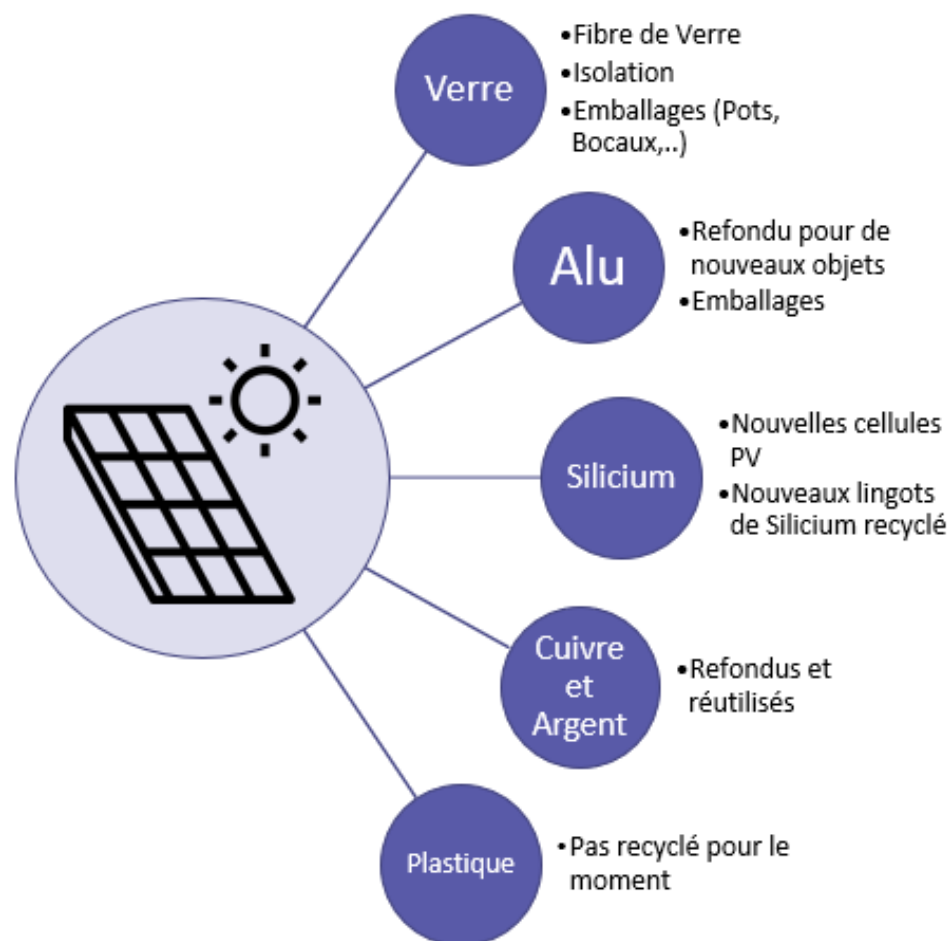 Verre
•Fibre de Verre
•Isolation
•Emballages (Pots,
Bocaux,..)
Alu
•Refondu pour de
nouveaux objets
•Emballages
Silicium
•Nouvelles cellules
PV
•Nouveaux lingots
de Silicium recyclé
Cuivre
et
Argent
•Refondus et
réutilisés
Plastique
•Pas recyclé pour le
moment